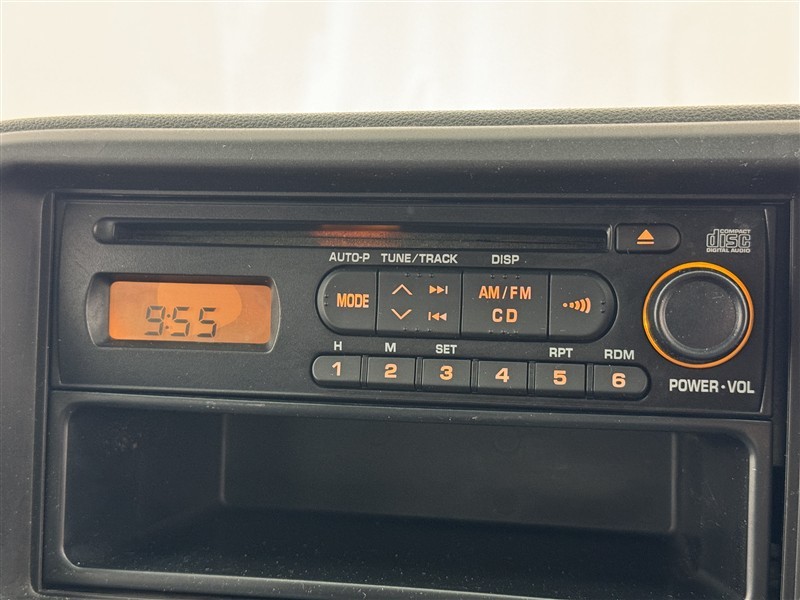 COMPACT
disc
DIGITAL AUDIO
AUTO-P TUNE/TRACK DISP
MODE
AM/FM
CD
9:55
H M SET RPT RDM
1 2 3 4 5 6
POWER•VOL